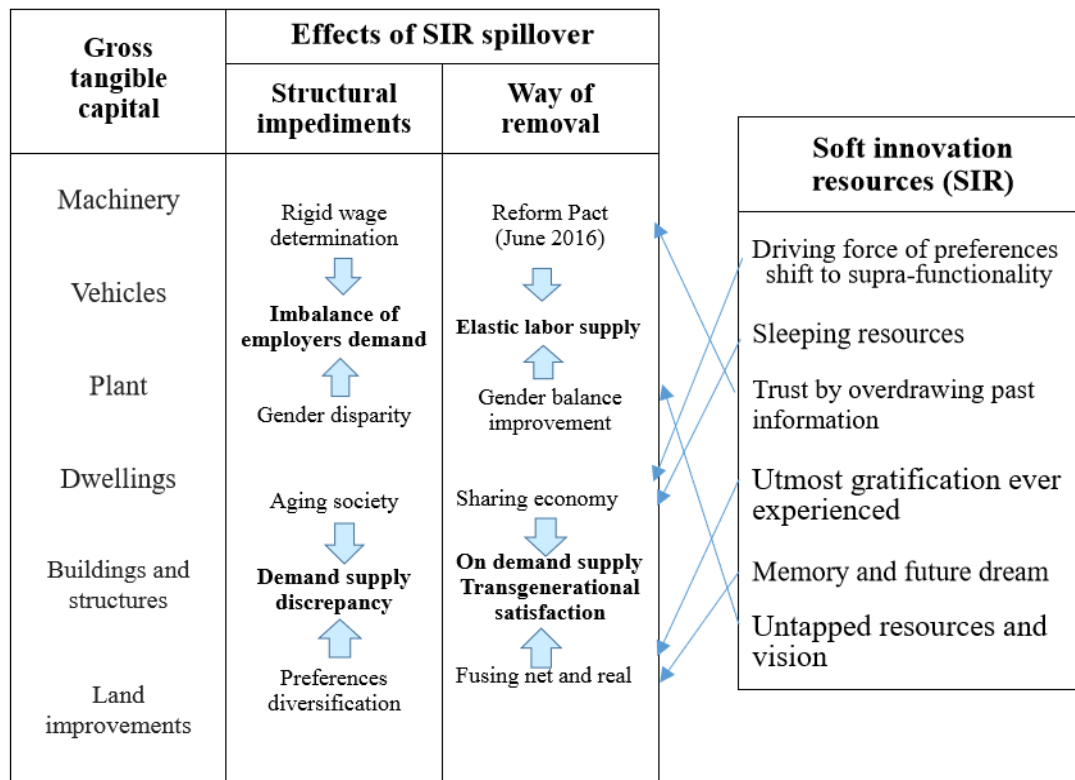 Gross
tangible
capital
Effects of SIR spillover
Structural
impediments
Way of
removal
Machinery
Vehicles
Plant
Dwellings
Buildings and
structures
Land
improvements
Rigid wage
determination
Imbalance of
employers demand
Gender disparity
Aging society
Demand supply
discrepancy
Preferences
diversification
Reform Pact
(June 2016)
Elastic labor supply
Gender balance
improvement
Sharing economy
On demand supply
Transgenerational
satisfaction
Fusing net and real
Soft innovation
resources (SIR)
Driving force of preferences
shift to supra-functionality
Sleeping resources
Trust by overdrawing past
information
Utmost gratification ever
experienced
Memory and future dream
Untapped resources and
vision